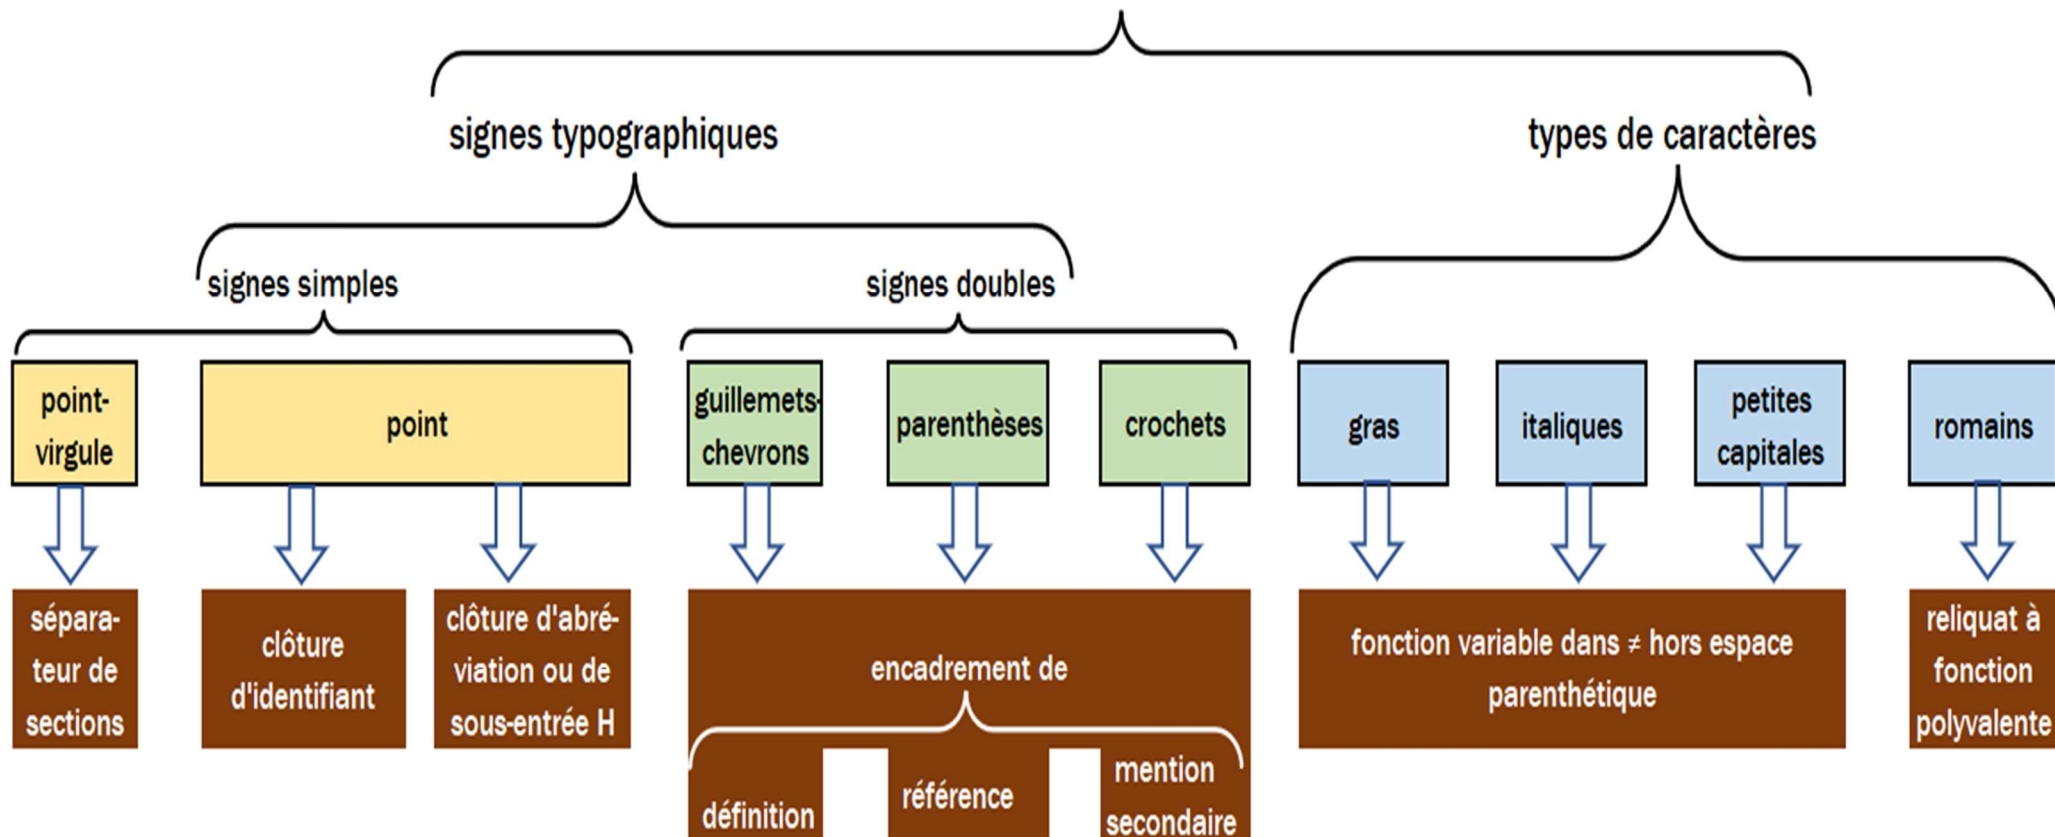 signes typographiques
types de caractères
signes simples
signes doubles
point-
virgule
point
guillemets-
chevrons
parenthèses
crochets
gras
italiques
petites
capitales
romains
sépara-
teur de
sections
clôture
d'identifiant
clôture d'abré-
viation ou de
sous-entrée H
encadrement de
définition
référence
mention
secondaire
fonction variable dans ≠ hors espace
parenthétique
reliquat à
fonction
polyvalente